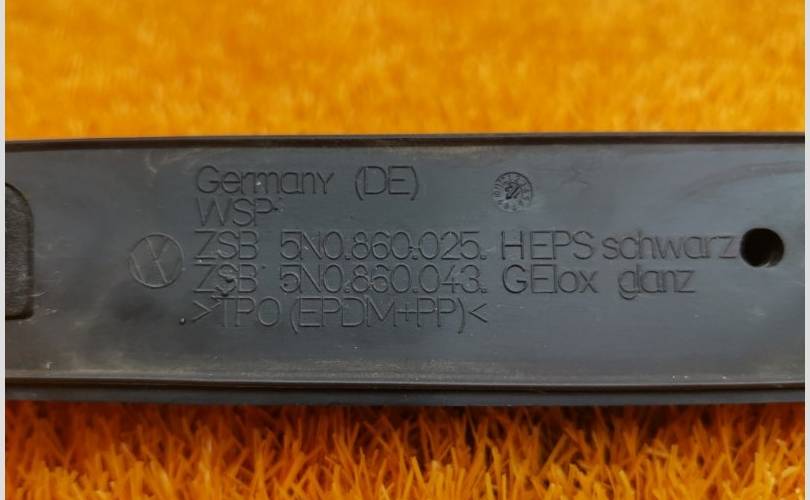 Germany (DE)
WSP
ZSB 5N0.860.025. HEPS schwarz
ZSB 5N0.860.043. GElox glanz
>TPO (EPDM+PP)<